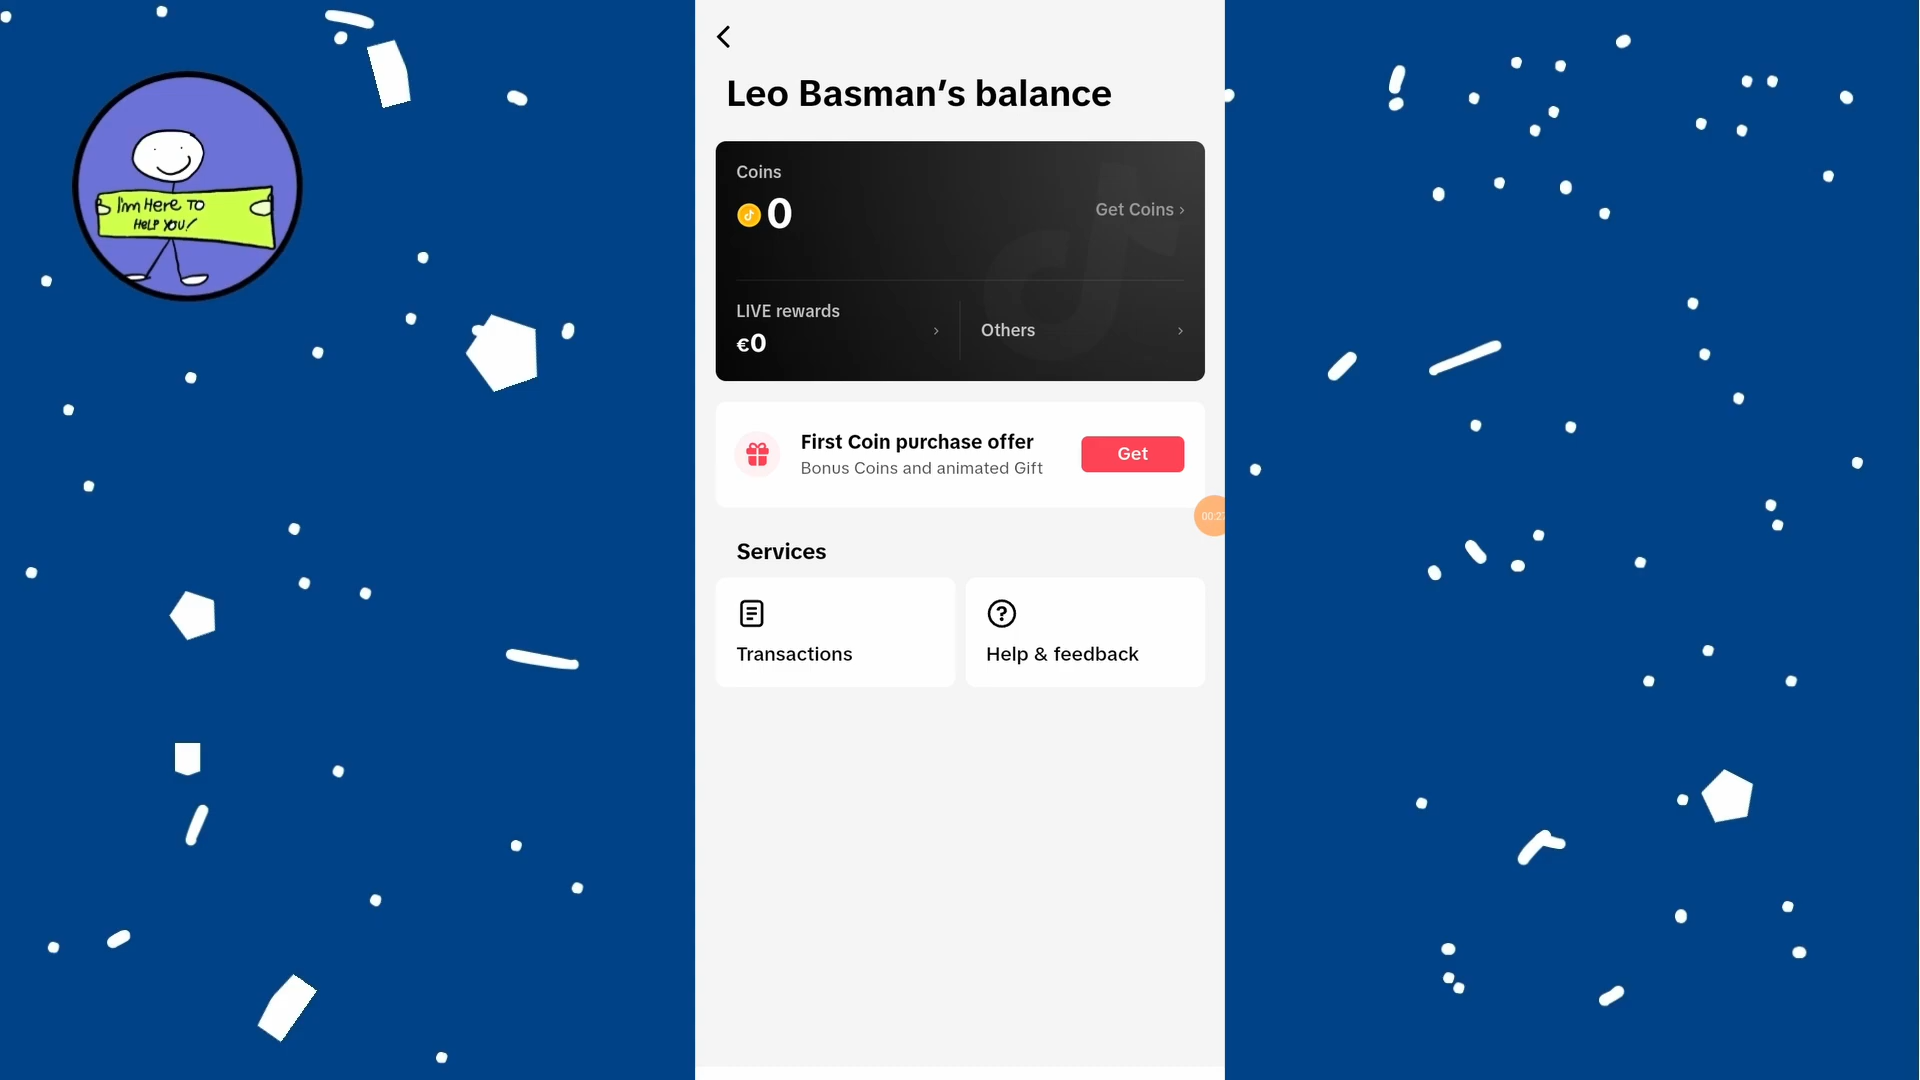 I'm HERE TO
HELP YOU!
Leo Basman’s balance
Coins
0
Get Coins ›
LIVE rewards
€0
Others
First Coin purchase offer
Bonus Coins and animated Gift
Get
Services
Transactions
Help & feedback